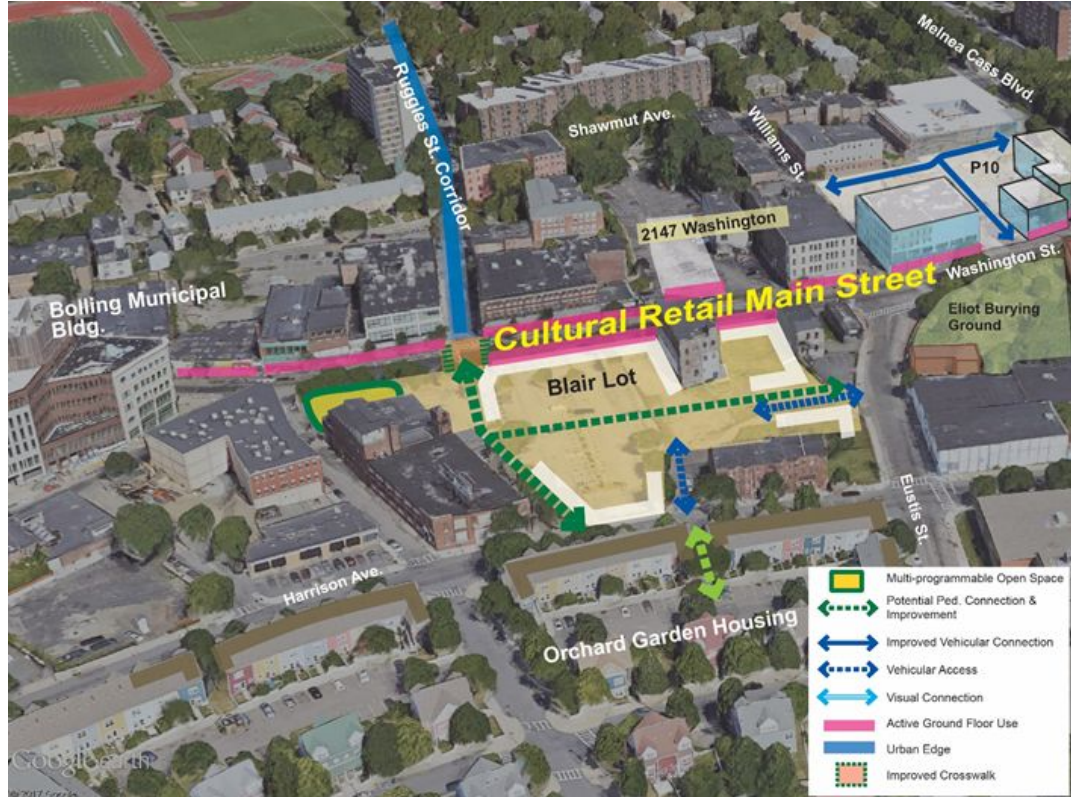 Melnea Cass Blvd.
Ruggles St. Corridor
Shawmut Ave.
Williams St.
P10
2147 Washington
Washington St.
Bolling Municipal
Bldg.
Cultural Retail Main Street
Eliot Burying
Ground
Blair Lot
Eustis St.
Harrison Ave.
Orchard Garden Housing
Multi-programmable Open Space
Potential Ped. Connection &
Improvement
Improved Vehicular Connection
Vehicular Access
Visual Connection
Active Ground Floor Use
Urban Edge
Improved Crosswalk
Google earth
© 2017 Google